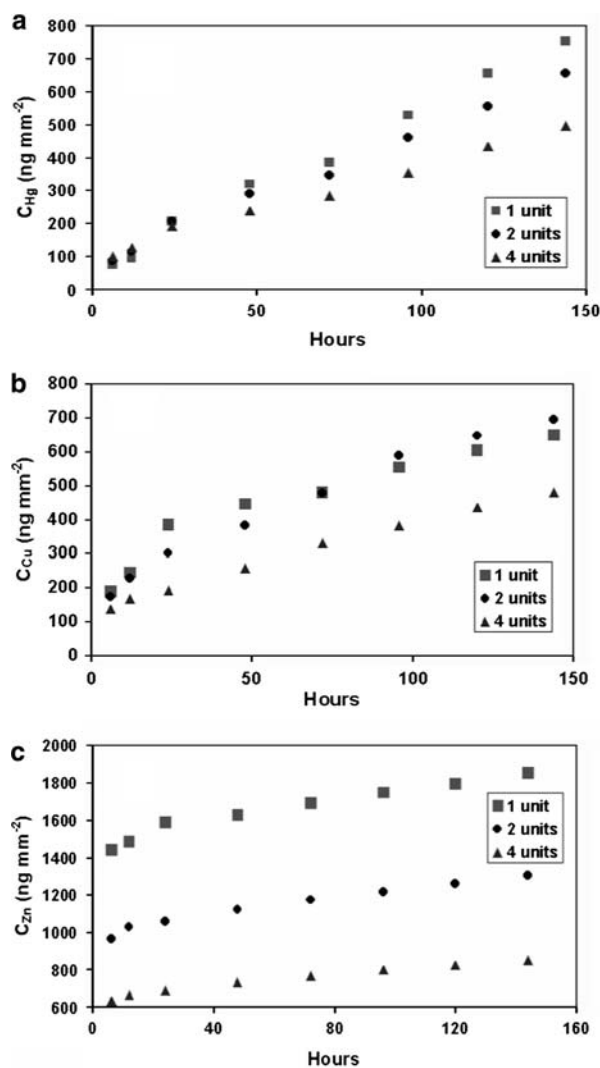 a
800
700
600
500
400
300
200
100
0
C_Hg (ng mm⁻²)
1 unit
2 units
4 units
0 50 100 150
Hours
b
800
700
600
500
400
300
200
100
0
C_Cu (ng mm⁻²)
1 unit
2 units
4 units
0 50 100 150
Hours
c
2000
1800
1600
1400
1200
1000
800
600
C_Zn (ng mm⁻²)
1 unit
2 units
4 units
0 40 80 120 160
Hours